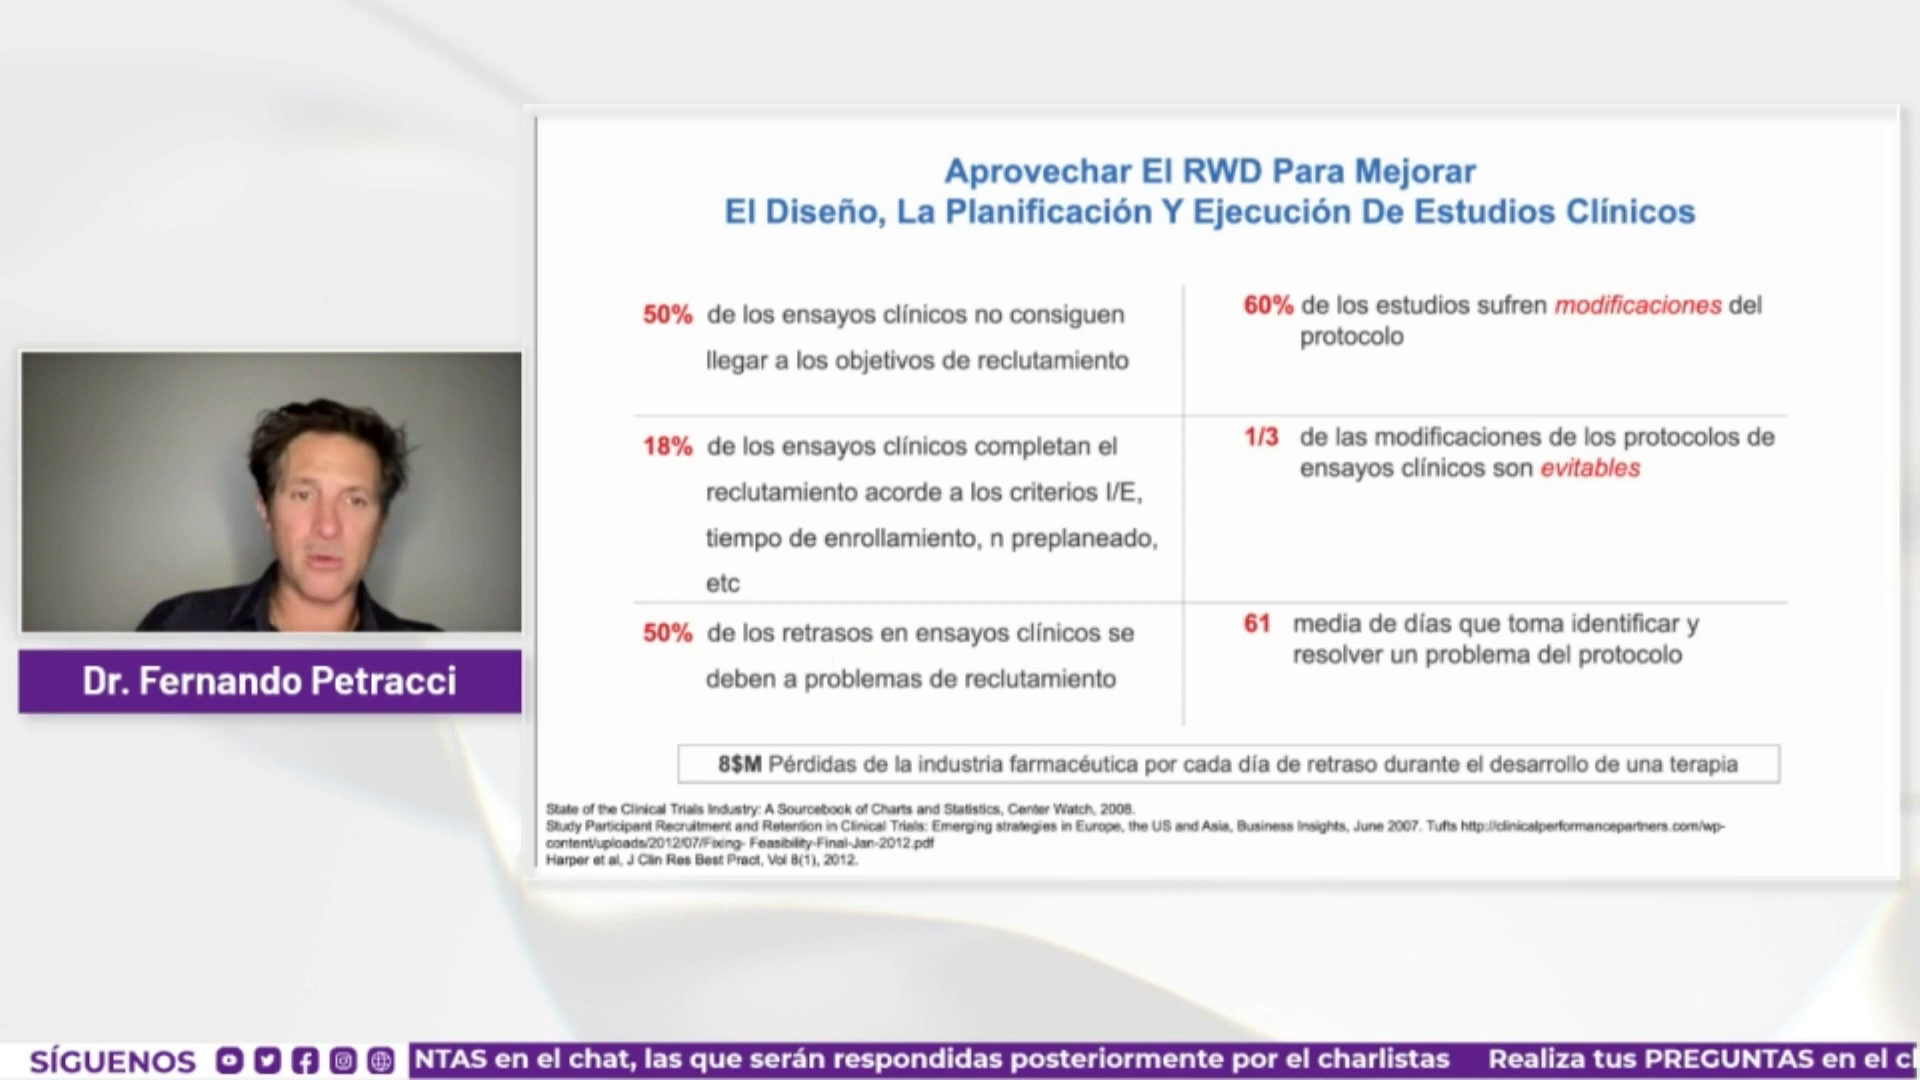 Aprovechar El RWD Para Mejorar
El Diseño, La Planificación Y Ejecución De Estudios Clínicos
50% de los ensayos clínicos no consiguen
llegar a los objetivos de reclutamiento
18% de los ensayos clínicos completan el
reclutamiento acorde a los criterios I/E,
tiempo de enrollamiento, n preplaneado,
etc
50% de los retrasos en ensayos clínicos se
deben a problemas de reclutamiento
60% de los estudios sufren modificaciones del
protocolo
1/3 de las modificaciones de los protocolos de
ensayos clínicos son evitables
61 media de días que toma identificar y
resolver un problema del protocolo
8$M Pérdidas de la industria farmacéutica por cada día de retraso durante el desarrollo de una terapia
State of the Clinical Trials Industry: A Sourcebook of Charts and Statistics, Center Watch, 2008.
Study Participant Recruitment and Retention in Clinical Trials: Emerging strategies in Europe, the US and Asia, Business Insights, June 2007. Tufts http://clinicalperformancepartners.com/wp-
content/uploads/2012/07/Fixing- Feasibility-Final-Jan-2012.pdf
Harper et al, J Clin Res Best Pract, Vol 8(1), 2012.
Dr. Fernando Petracci
SÍGUENOS
NTAS en el chat, las que serán respondidas posteriormente por el charlistas Realiza tus PREGUNTAS en el c